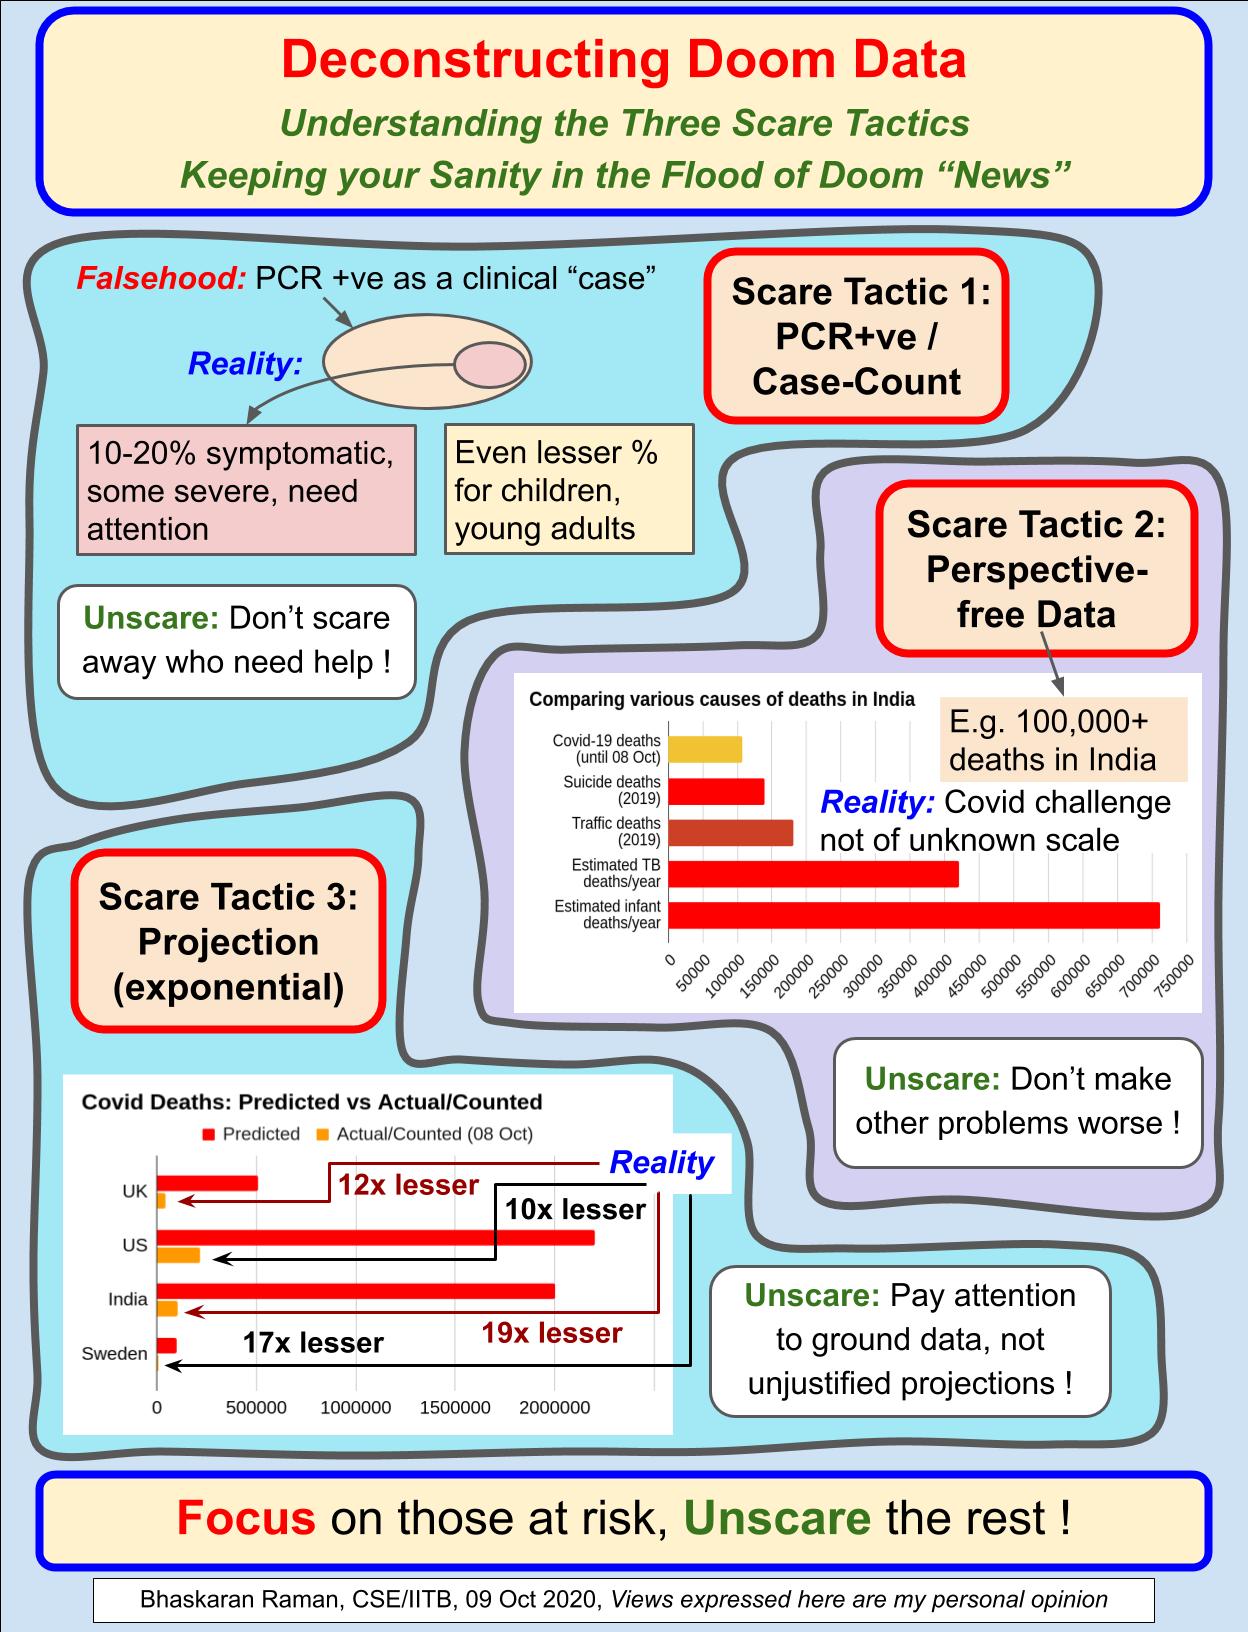 Deconstructing Doom Data
Understanding the Three Scare Tactics
Keeping your Sanity in the Flood of Doom “News”
Falsehood: PCR +ve as a clinical “case”
Reality:
10-20% symptomatic,
some severe, need
attention
Even lesser %
for children,
young adults
Unscare: Don’t scare
away who need help !
Scare Tactic 1:
PCR+ve /
Case-Count
Scare Tactic 2:
Perspective-
free Data
Comparing various causes of deaths in India
E.g. 100,000+
deaths in India
Reality: Covid challenge
not of unknown scale
Covid-19 deaths
(until 08 Oct)
Suicide deaths
(2019)
Traffic deaths
(2019)
Estimated TB
deaths/year
Estimated infant
deaths/year
0 50000 100000 150000 200000 250000 300000 350000 400000 450000 500000 550000 600000 650000 700000 750000
Unscare: Don’t make
other problems worse !
Scare Tactic 3:
Projection
(exponential)
Covid Deaths: Predicted vs Actual/Counted
Predicted Actual/Counted (08 Oct)
Reality
UK
12x lesser
10x lesser
US
India
19x lesser
17x lesser
Sweden
0 500000 1000000 1500000 2000000
Unscare: Pay attention
to ground data, not
unjustified projections !
Focus on those at risk, Unscare the rest !
Bhaskaran Raman, CSE/IITB, 09 Oct 2020, Views expressed here are my personal opinion